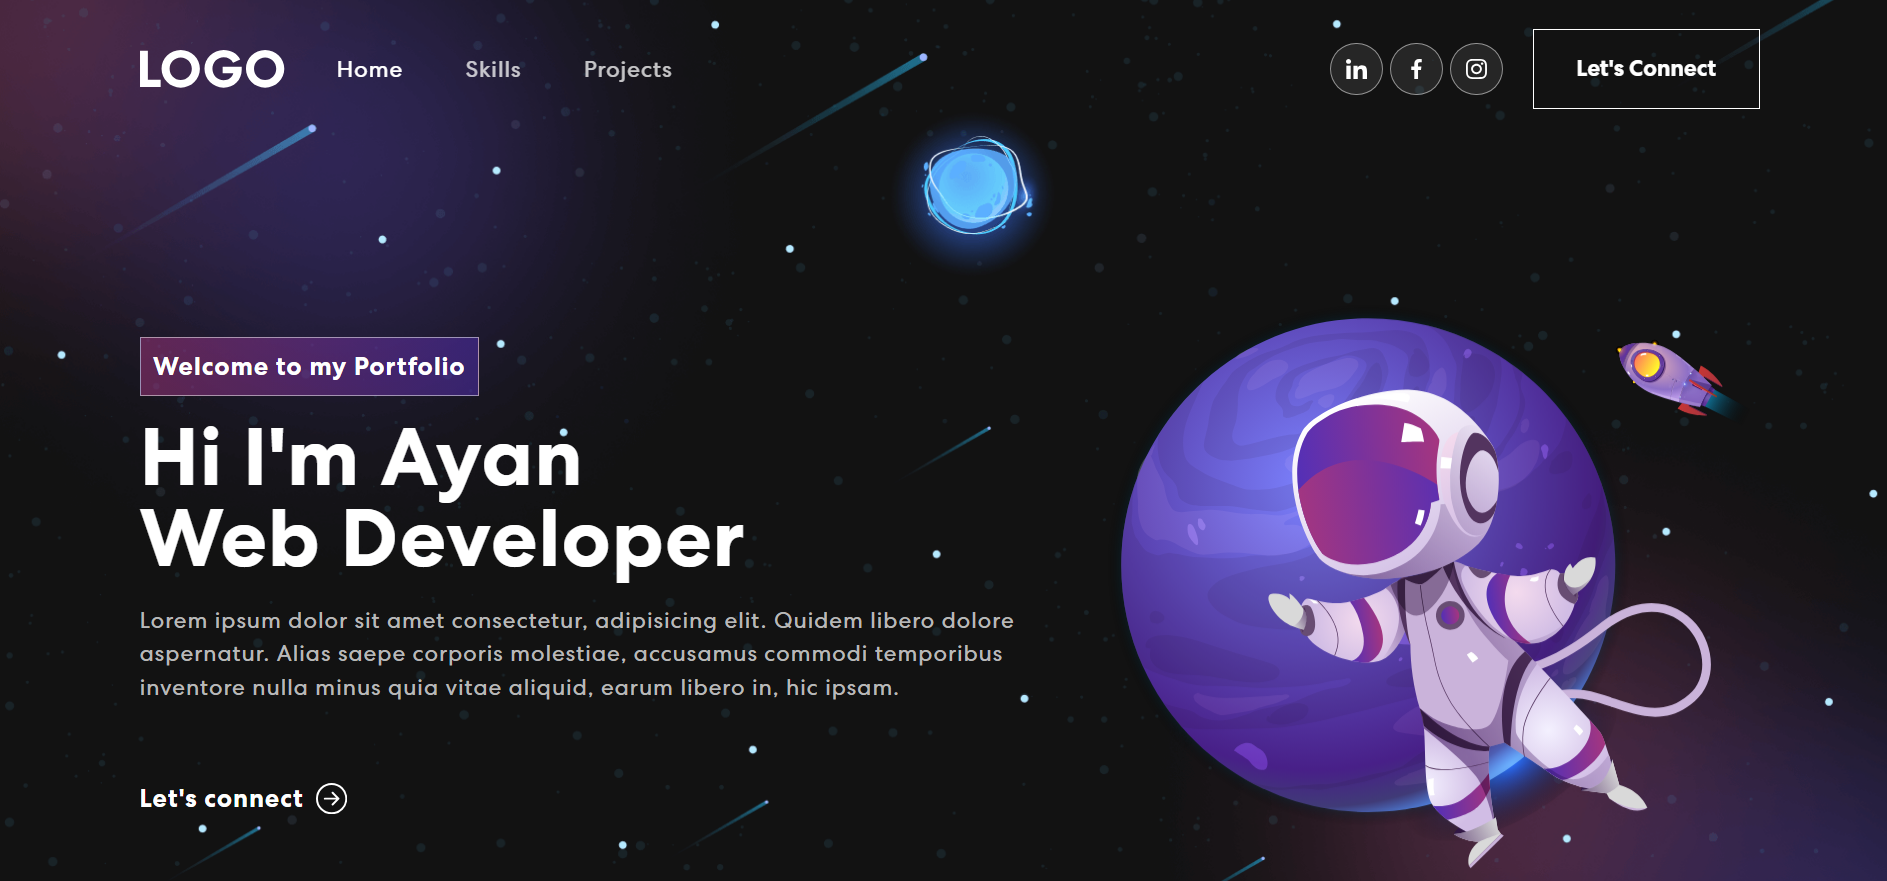 LOGO
Home
Skills
Projects
in
f
Let's Connect
Welcome to my Portfolio
Hi I'm Ayan
Web Developer
Lorem ipsum dolor sit amet consectetur, adipisicing elit. Quidem libero dolore
aspernatur. Alias saepe corporis molestiae, accusamus commodi temporibus
inventore nulla minus quia vitae aliquid, earum libero in, hic ipsam.
Let's connect